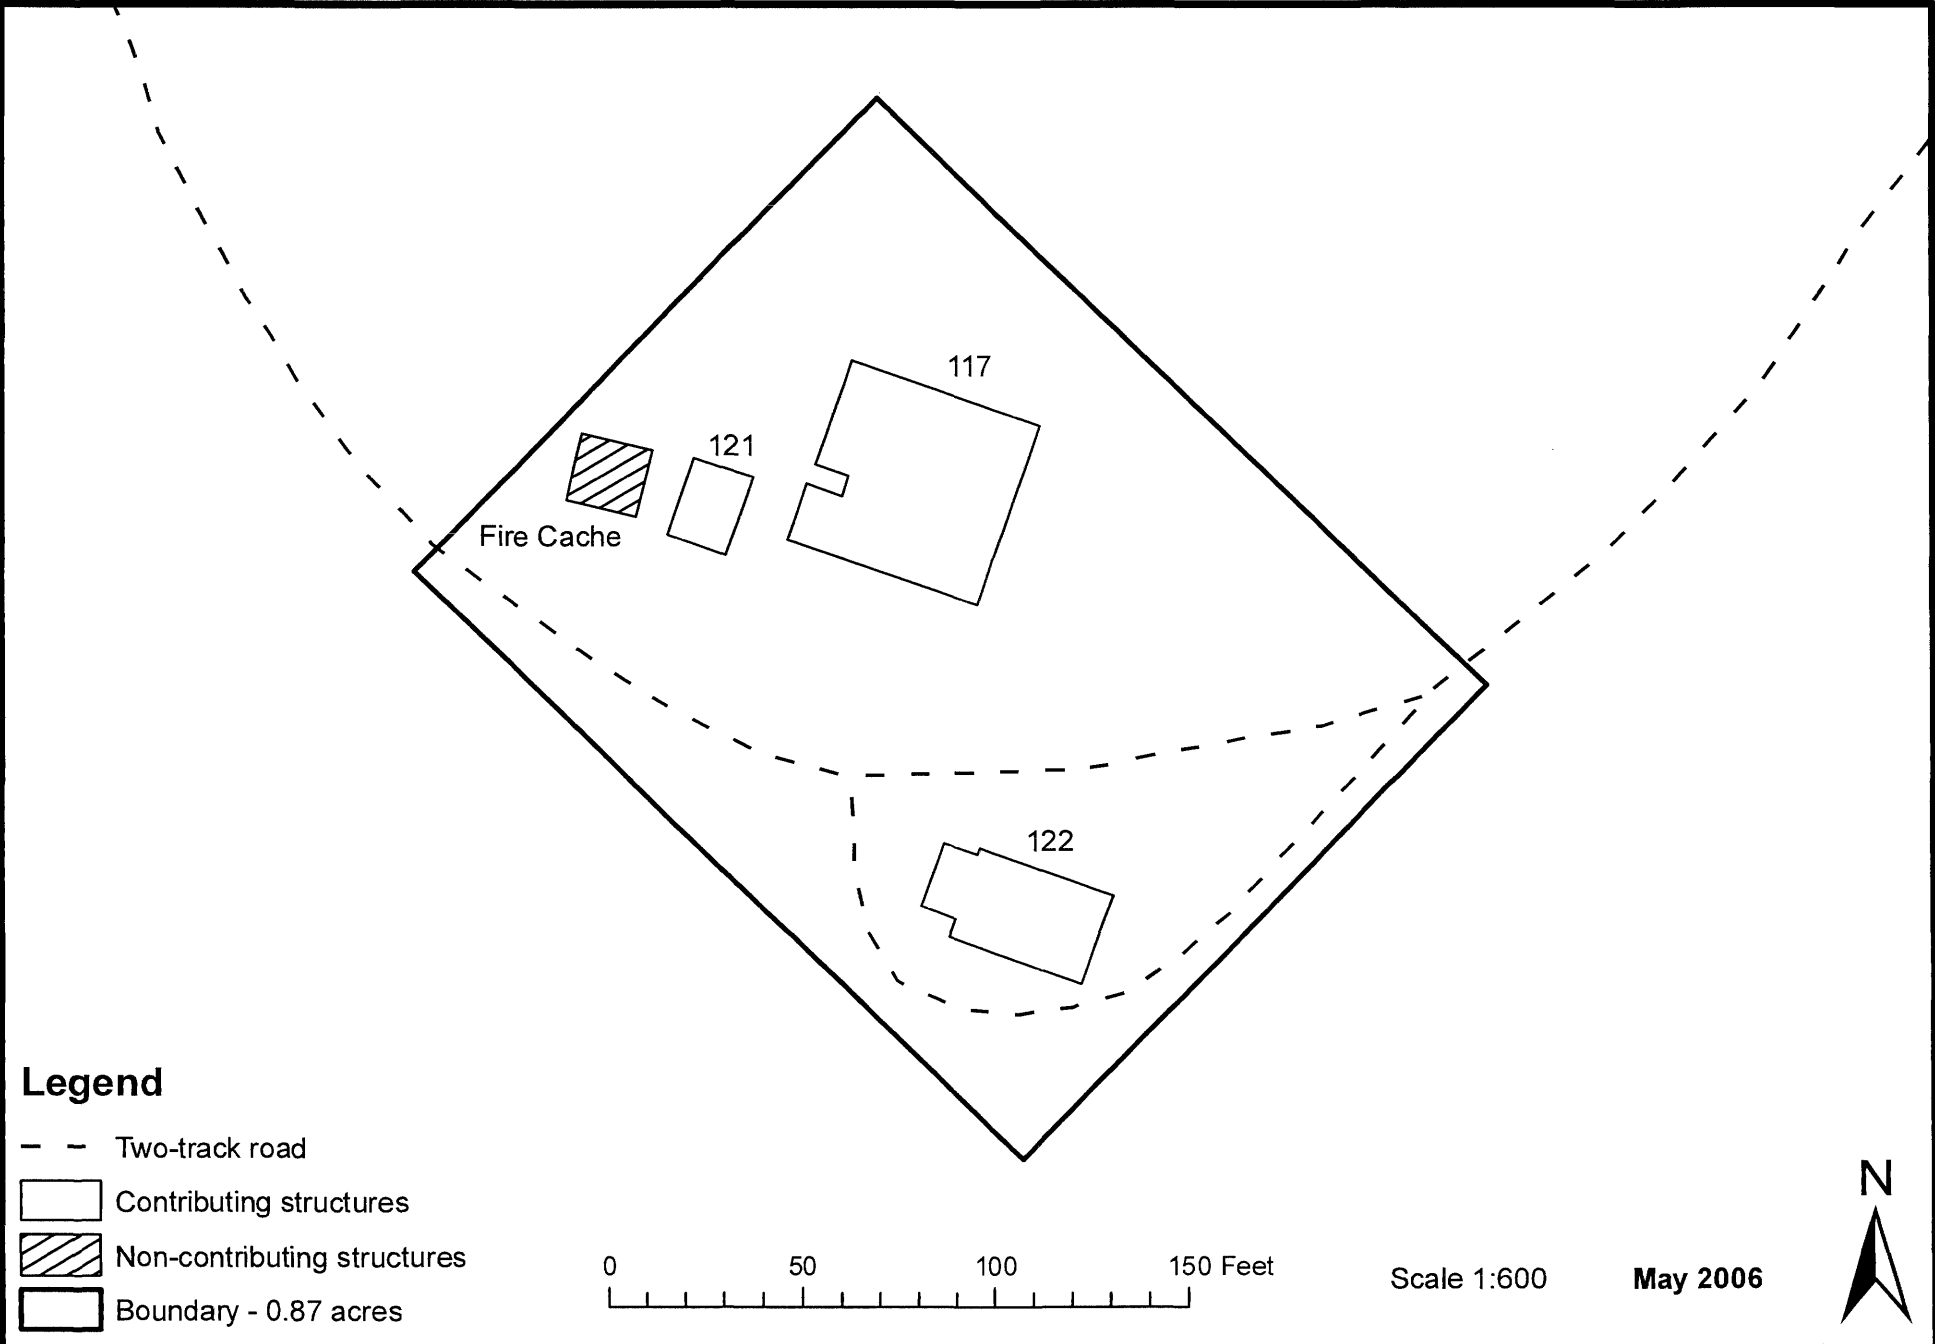 117
121
Fire Cache
122
Legend
Two-track road
Contributing structures
Non-contributing structures
Boundary - 0.87 acres
0 50 100 150 Feet
Scale 1:600
May 2006
N